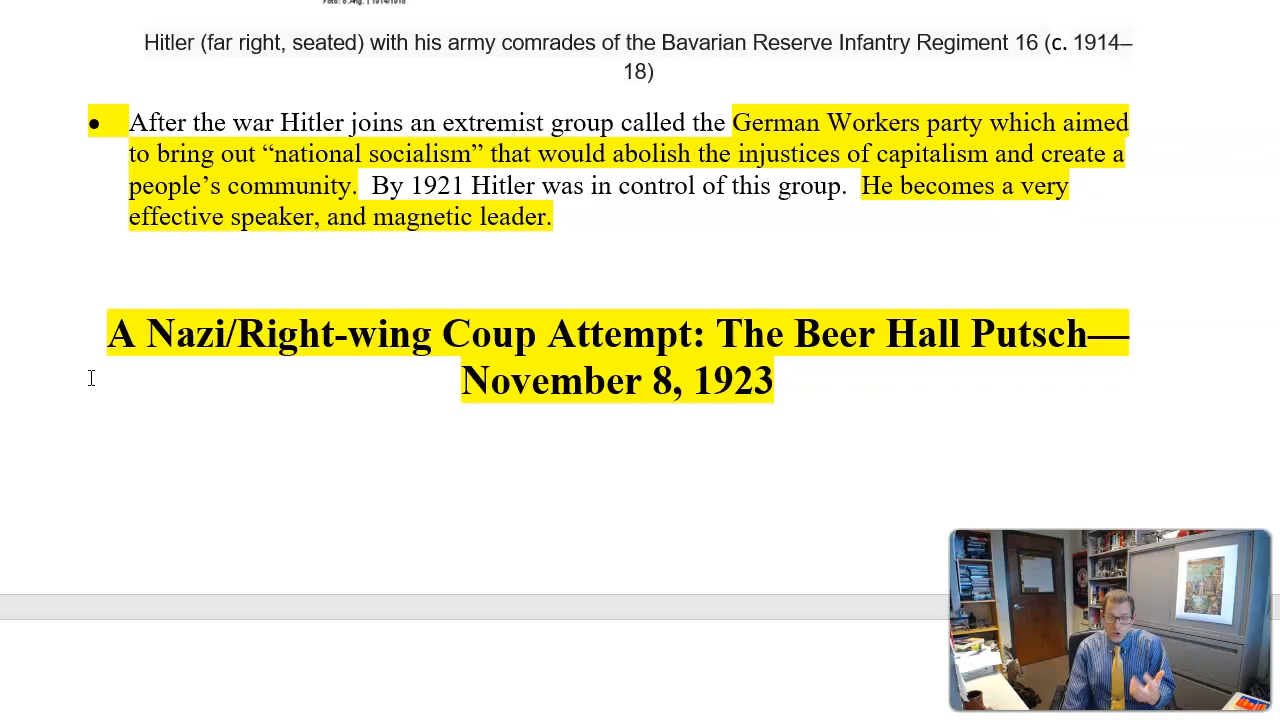 Foto: B.Ang. | 1914/1918
Hitler (far right, seated) with his army comrades of the Bavarian Reserve Infantry Regiment 16 (c. 1914–
18)
● After the war Hitler joins an extremist group called the German Workers party which aimed
to bring out “national socialism” that would abolish the injustices of capitalism and create a
people’s community. By 1921 Hitler was in control of this group. He becomes a very
effective speaker, and magnetic leader.
A Nazi/Right-wing Coup Attempt: The Beer Hall Putsch—
November 8, 1923